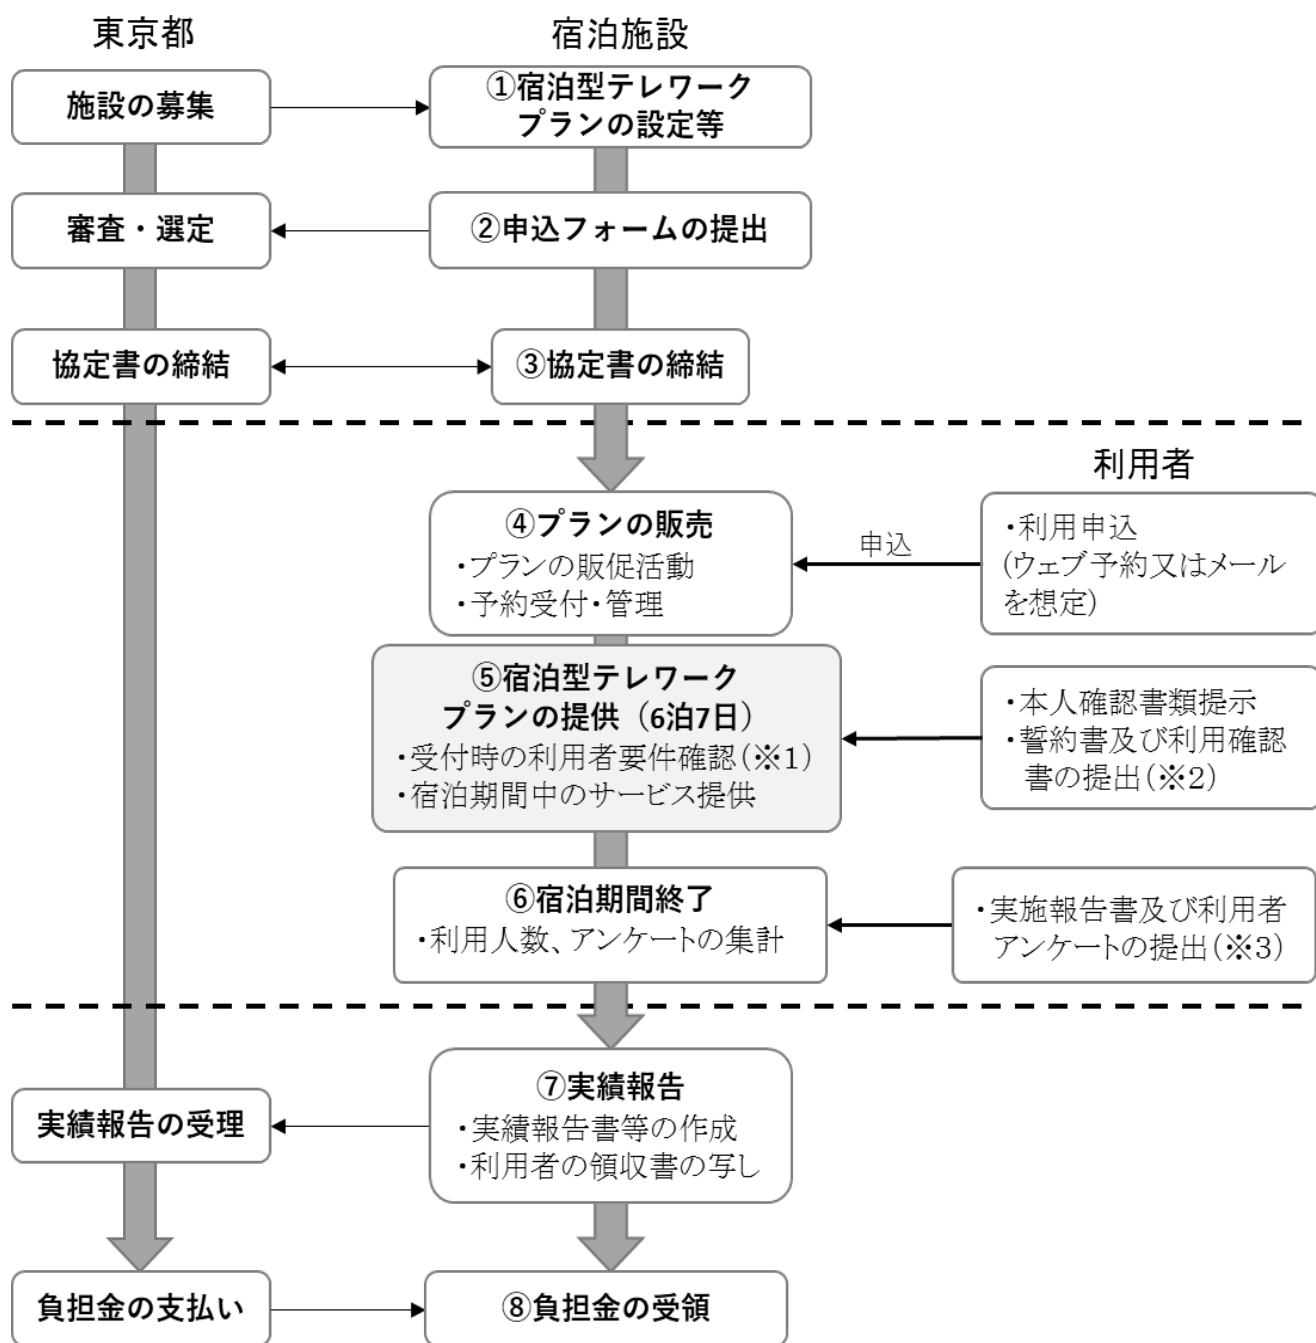 東京都
宿泊施設
施設の募集
①宿泊型テレワーク
プランの設定等
審査・選定
②申込フォームの提出
協定書の締結
③協定書の締結
利用者
④プランの販売
・プランの販促活動
・予約受付・管理
申込
・利用申込
(ウェブ予約又はメール
を想定)
⑤宿泊型テレワーク
プランの提供（6泊7日）
・受付時の利用者要件確認(※1)
・宿泊期間中のサービス提供
・本人確認書類提示
・誓約書及び利用確認
書の提出(※2)
⑥宿泊期間終了
・利用人数、アンケートの集計
・実施報告書及び利用者
アンケートの提出(※3)
⑦実績報告
・実績報告書等の作成
・利用者の領収書の写し
実績報告の受理
負担金の支払い
⑧負担金の受領